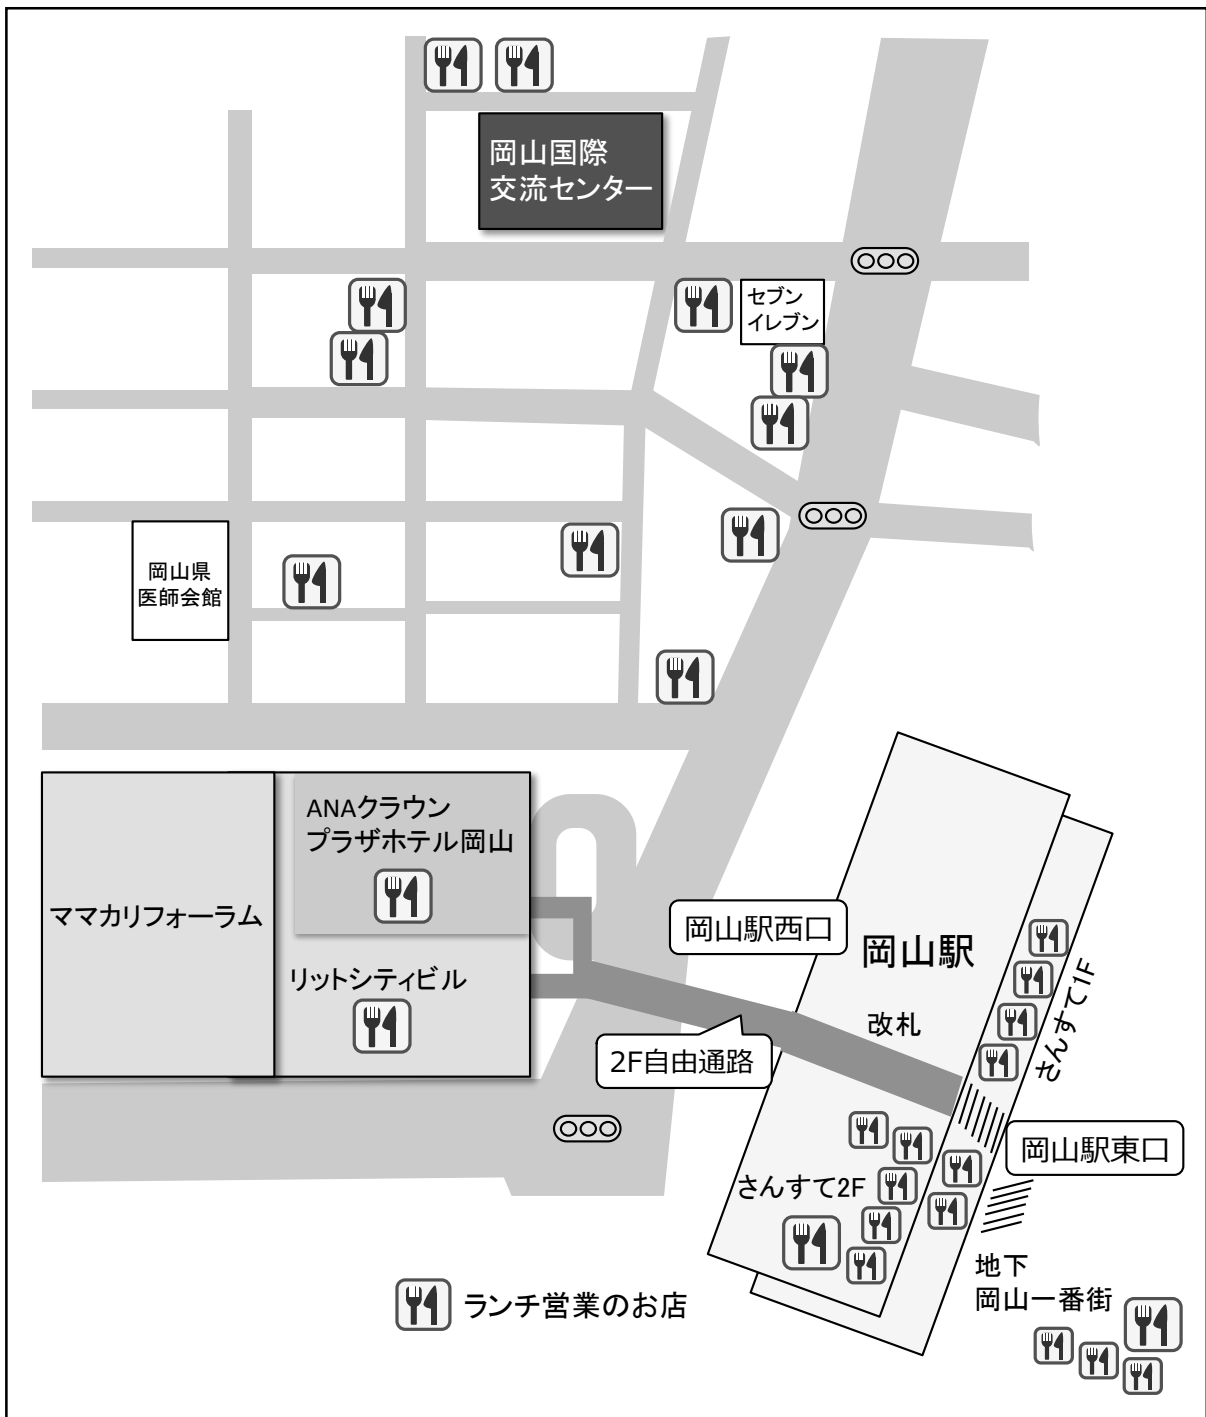 岡山国際
交流センター
セブン
イレブン
岡山県
医師会館
ANAクラウン
プラザホテル岡山
ママカリフォーラム
リットシティビル
岡山駅西口
岡山駅
改札
さんすて1F
2F自由通路
岡山駅東口
さんすて2F
地下
岡山一番街
ランチ営業のお店